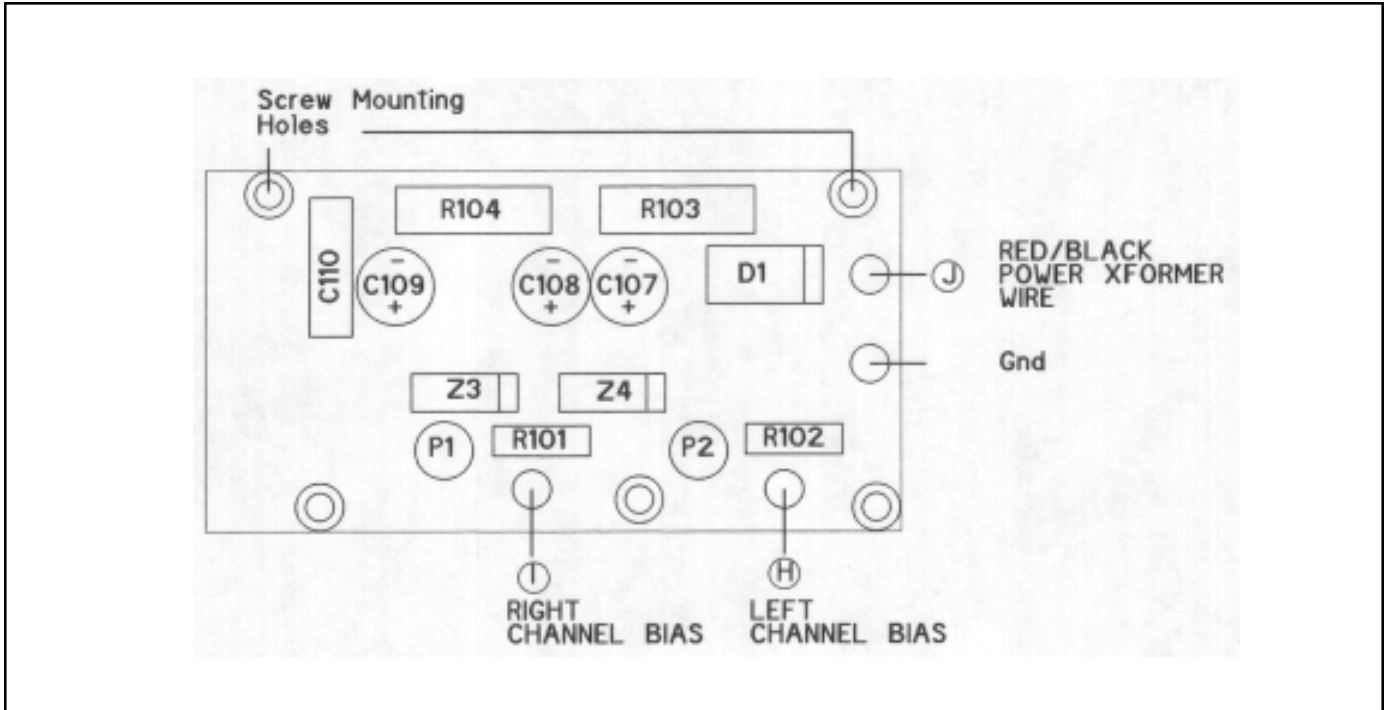 Screw Mounting
Holes
R104
R103
C110
-
C109
+
-
C108
+
-
C107
+
D1
J
RED/BLACK
POWER XFORMER
WIRE
Gnd
Z3
Z4
P1
R101
P2
R102
I
RIGHT
CHANNEL BIAS
H
LEFT
CHANNEL BIAS